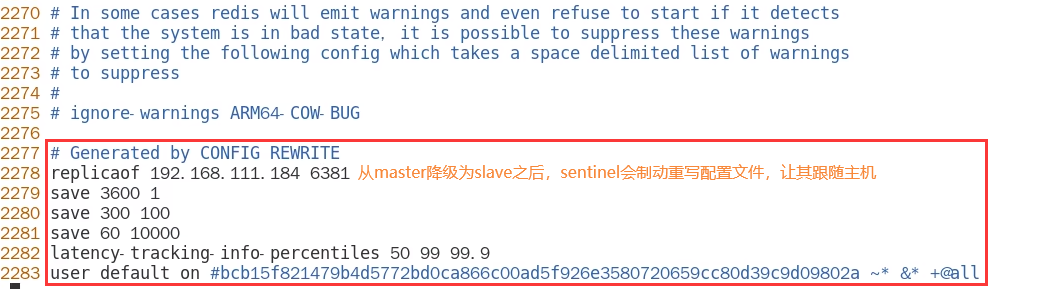 2270 # In some cases redis will emit warnings and even refuse to start if it detects
2271 # that the system is in bad state, it is possible to suppress these warnings
2272 # by setting the following config which takes a space delimited list of warnings
2273 # to suppress
2274 #
2275 # ignore-warnings ARM64-COW-BUG
2276
2277 # Generated by CONFIG REWRITE
2278 replicaof 192.168.111.184 6381 从master降级为slave之后，sentinel会制动重写配置文件，让其跟随主机
2279 save 3600 1
2280 save 300 100
2281 save 60 10000
2282 latency-tracking-info-percentiles 50 99 99.9
2283 user default on #bcb15f821479b4d5772bd0ca866c00ad5f926e3580720659cc80d39c9d09802a ~* &* +@all